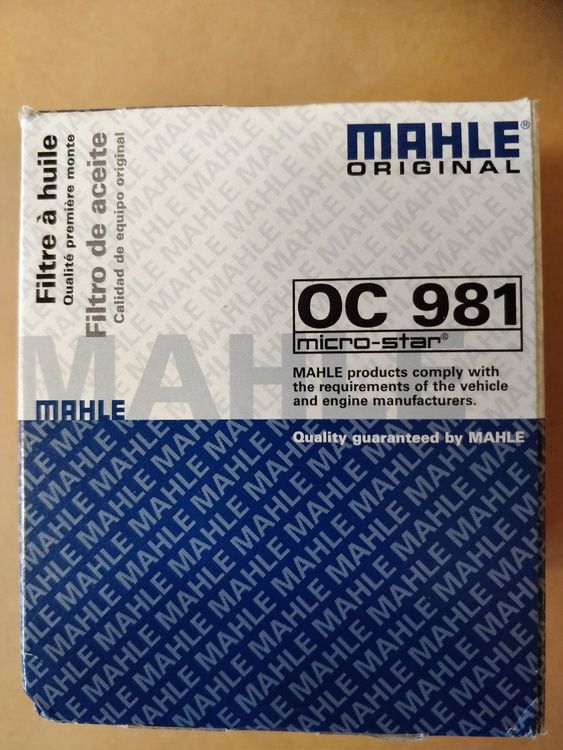 Filtre à huile
Qualité première monte
Filtro de aceite
Calidad de equipo original
MAHLE®
ORIGINAL
OC 981
micro-star®
MAHLE products comply with
the requirements of the vehicle
and engine manufacturers.
MAHLE
MAHLE
Quality guaranteed by MAHLE